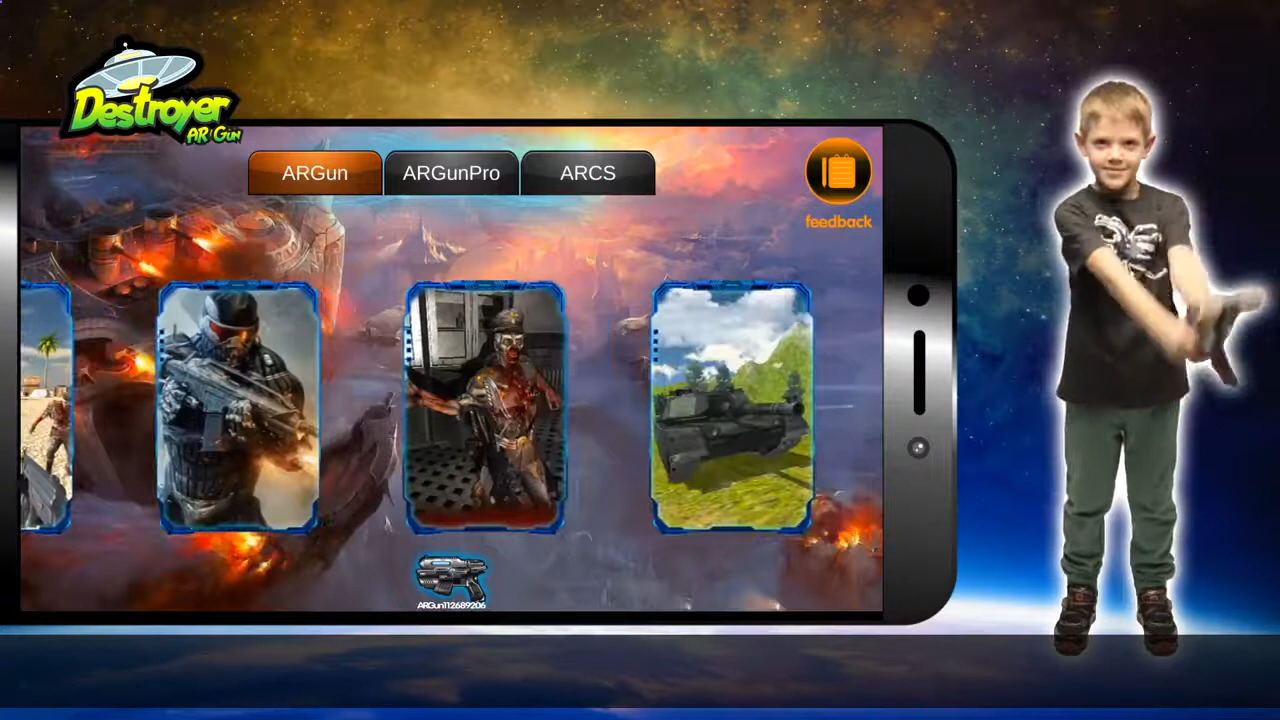 Destroyer
AR Gun
ARGun
ARGunPro
ARCS
feedback
ARGun112689206